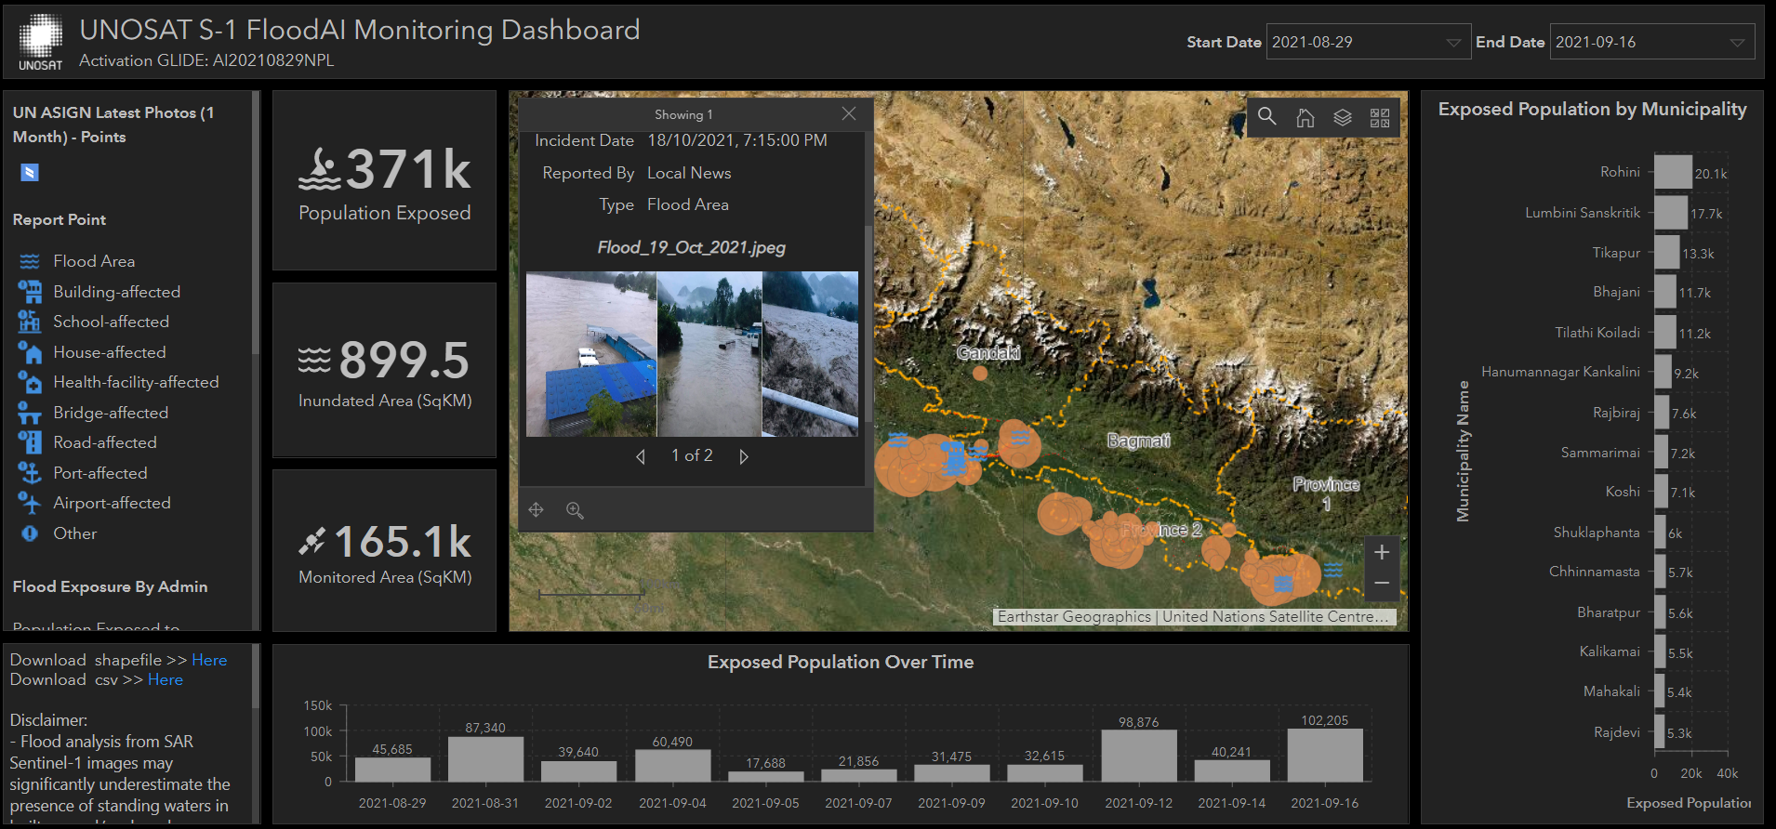 UNOSAT S-1 FloodAI Monitoring Dashboard
Activation GLIDE: AI20210829NPL
UNOSAT
Start Date 2021-08-29 End Date 2021-09-16
UN ASIGN Latest Photos (1
Month) - Points
Report Point
Flood Area
Building-affected
School-affected
House-affected
Health-facility-affected
Bridge-affected
Road-affected
Port-affected
Airport-affected
Other
Flood Exposure By Admin
Population Exposed to
Download shapefile >> Here
Download csv >> Here
Disclaimer:
- Flood analysis from SAR
Sentinel-1 images may
significantly underestimate the
presence of standing waters in
371k
Population Exposed
899.5
Inundated Area (SqKM)
165.1k
Monitored Area (SqKM)
Showing 1
Incident Date 18/10/2021, 7:15:00 PM
Reported By Local News
Type Flood Area
Flood_19_Oct_2021.jpeg
1 of 2
Gandaki
Bagmati
Province
1
Province 2
Earthstar Geographics | United Nations Satellite Centre...
Exposed Population Over Time
150k
100k
50k
0
45,685
87,340
39,640
60,490
17,688
21,856
31,475
32,615
98,876
40,241
102,205
2021-08-29
2021-08-31
2021-09-02
2021-09-04
2021-09-05
2021-09-07
2021-09-09
2021-09-10
2021-09-12
2021-09-14
2021-09-16
Exposed Population by Municipality
Municipality Name
Rohini 20.1k
Lumbini Sanskritik 17.7k
Tikapur 13.3k
Bhajani 11.7k
Tilathi Koiladi 11.2k
Hanumannagar Kankalini 9.2k
Rajbiraj 7.6k
Sammarimai 7.2k
Koshi 7.1k
Shuklaphanta 6k
Chhinnamasta 5.7k
Bharatpur 5.6k
Kalikamai 5.5k
Mahakali 5.4k
Rajdevi 5.3k
0 20k 40k
Exposed Population